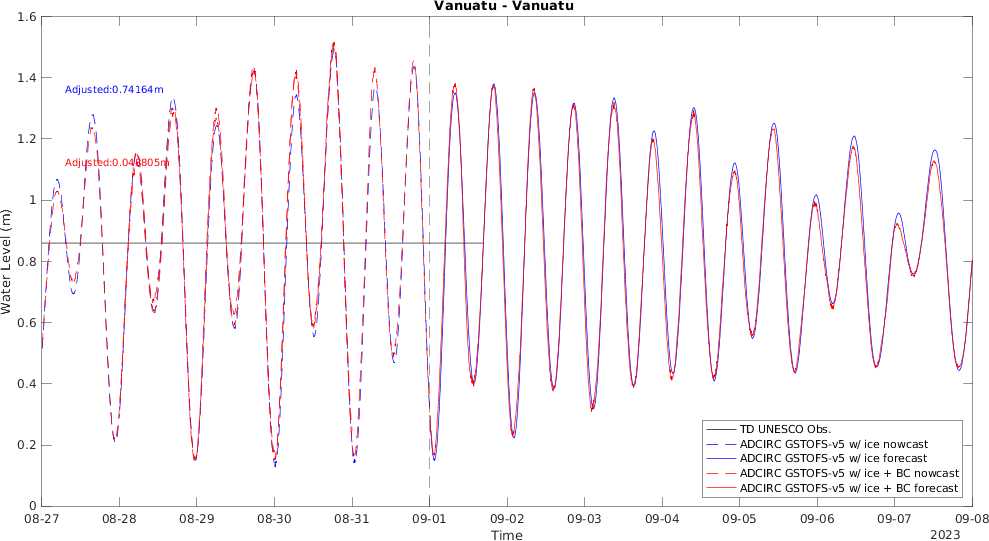 Vanuatu - Vanuatu
1.6
1.4
1.2
1
0.8
0.6
0.4
0.2
0
Water Level (m)
Adjusted:0.74164m
TD UNESCO Obs.
ADCIRC GSTOFS-v5 w/ ice nowcast
ADCIRC GSTOFS-v5 w/ ice forecast
ADCIRC GSTOFS-v5 w/ ice + BC nowcast
ADCIRC GSTOFS-v5 w/ ice + BC forecast
08-27 08-28 08-29 08-30 08-31 09-01 09-02 09-03 09-04 09-05 09-06 09-07 09-08
Time
2023